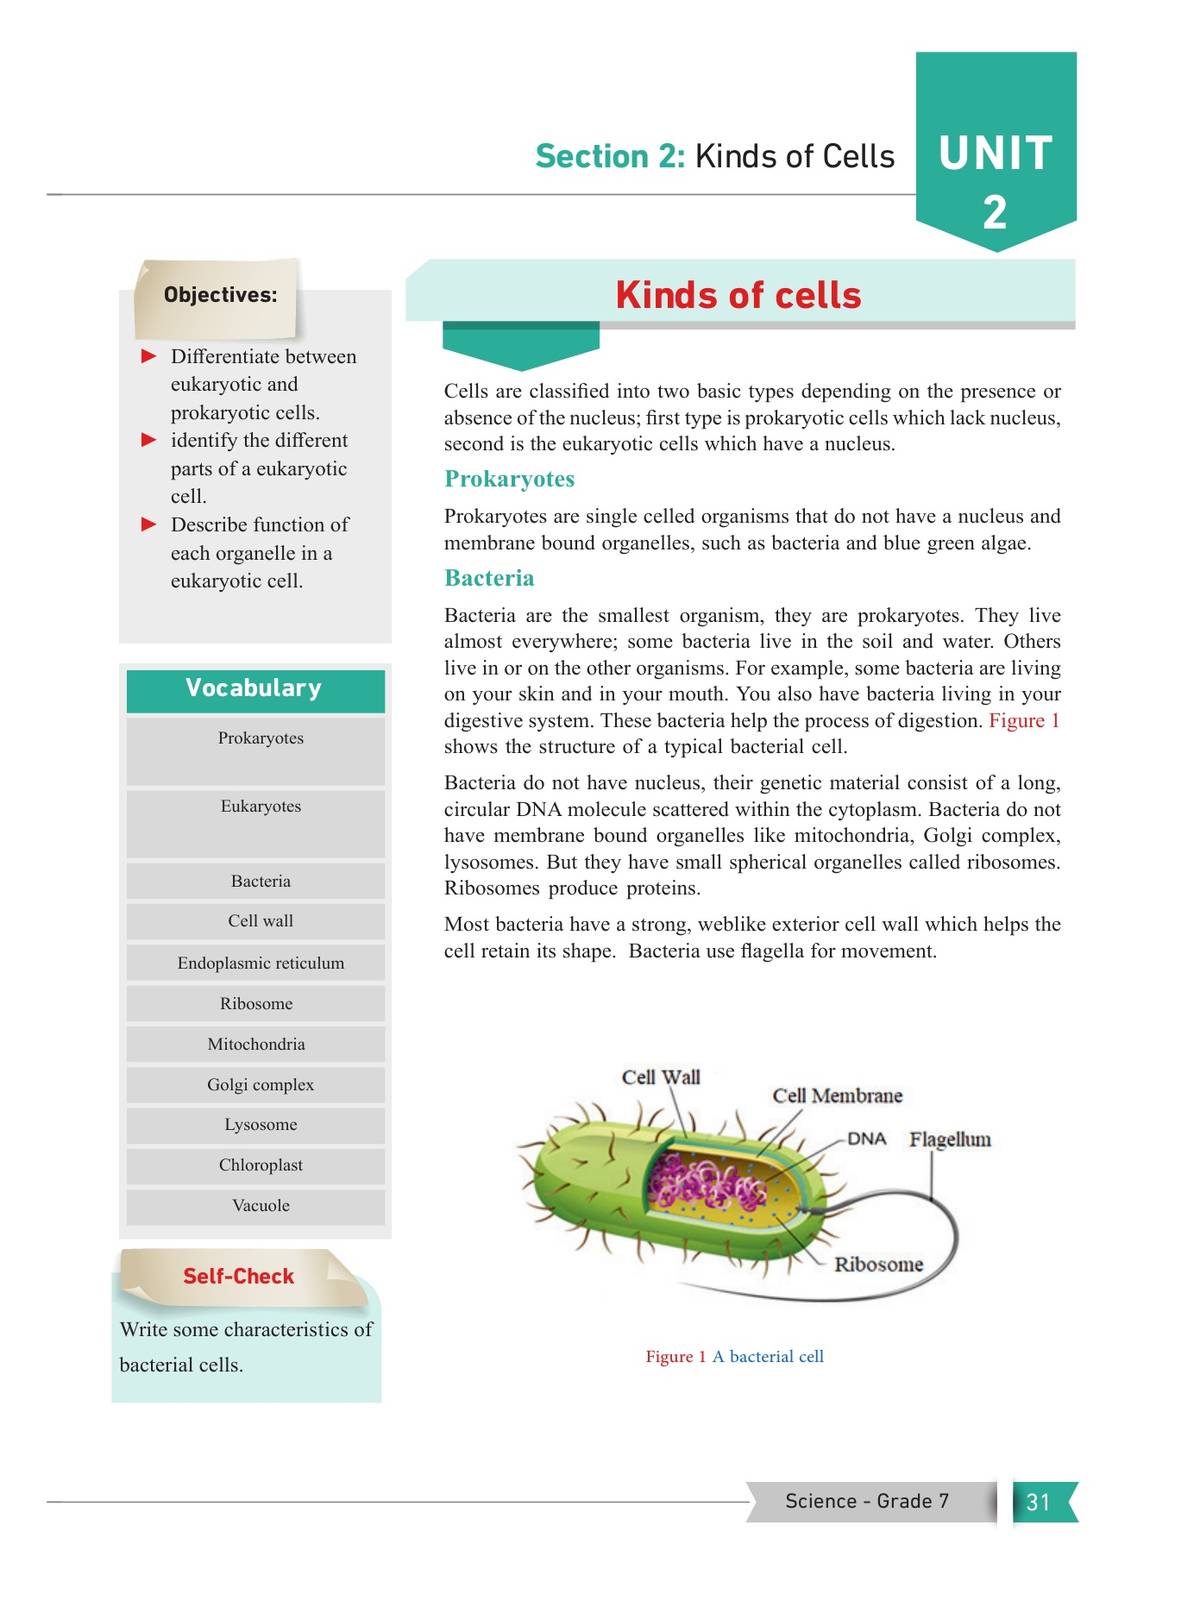 Section 2: Kinds of Cells
UNIT
2
Objectives:
► Differentiate between
eukaryotic and
prokaryotic cells.
► identify the different
parts of a eukaryotic
cell.
► Describe function of
each organelle in a
eukaryotic cell.
Vocabulary
Prokaryotes
Eukaryotes
Bacteria
Cell wall
Endoplasmic reticulum
Ribosome
Mitochondria
Golgi complex
Lysosome
Chloroplast
Vacuole
Self-Check
Write some characteristics of
bacterial cells.
Kinds of cells
Cells are classified into two basic types depending on the presence or
absence of the nucleus; first type is prokaryotic cells which lack nucleus,
second is the eukaryotic cells which have a nucleus.
Prokaryotes
Prokaryotes are single celled organisms that do not have a nucleus and
membrane bound organelles, such as bacteria and blue green algae.
Bacteria
Bacteria are the smallest organism, they are prokaryotes. They live
almost everywhere; some bacteria live in the soil and water. Others
live in or on the other organisms. For example, some bacteria are living
on your skin and in your mouth. You also have bacteria living in your
digestive system. These bacteria help the process of digestion. Figure 1
shows the structure of a typical bacterial cell.
Bacteria do not have nucleus, their genetic material consist of a long,
circular DNA molecule scattered within the cytoplasm. Bacteria do not
have membrane bound organelles like mitochondria, Golgi complex,
lysosomes. But they have small spherical organelles called ribosomes.
Ribosomes produce proteins.
Most bacteria have a strong, weblike exterior cell wall which helps the
cell retain its shape. Bacteria use flagella for movement.
Cell Wall
Cell Membrane
DNA
Flagellum
Ribosome
Figure 1 A bacterial cell
Science - Grade 7
31